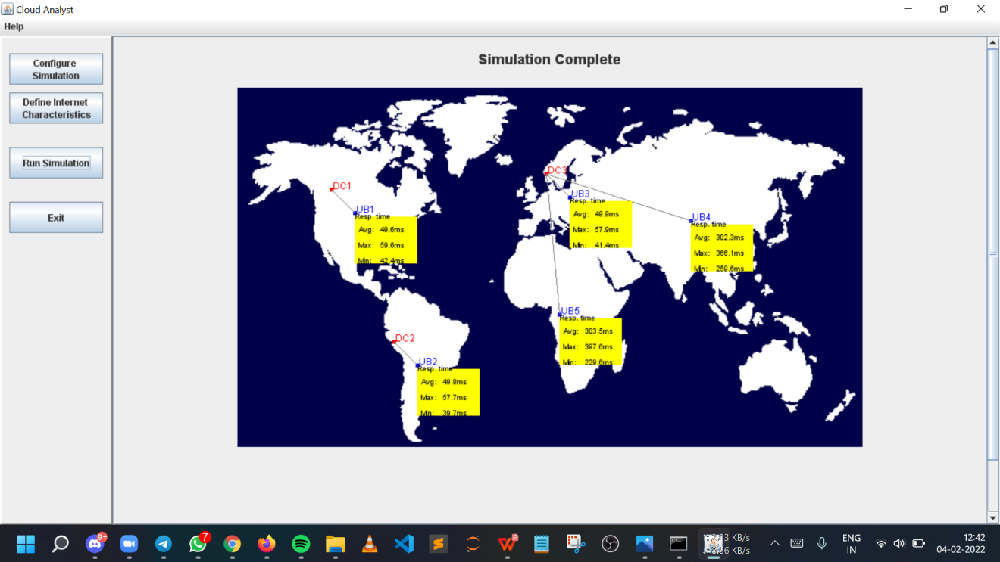 Cloud Analyst
Help
Configure
Simulation
Define Internet
Characteristics
Run Simulation
Exit
Simulation Complete
DC3
DC1
UB3
Resp. time
Avg: 49.9ms
Max: 57.9ms
Min: 41.4ms
UB1
Resp. time
Avg: 49.6ms
Max: 59.6ms
Min: 42.4ms
UB4
Resp. time
Avg: 302.3ms
Max: 366.1ms
Min: 259.6ms
UB5
Resp. time
Avg: 303.5ms
Max: 397.6ms
Min: 229.6ms
DC2
UB2
Resp. time
Avg: 49.8ms
Max: 57.7ms
Min: 39.7ms
9+
7
KB/s
KB/s
ENG
IN
12:42
04-02-2022